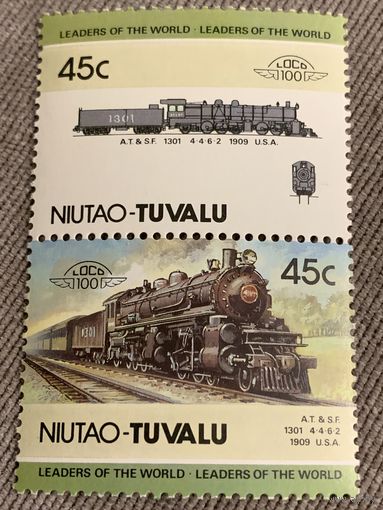 LEADERS OF THE WORLD · LEADERS OF THE WORLD
45c
LOCO
100
1301
A.T. & S.F. 1301 4-4-6-2 1909 U.S.A.
NIUTAO-TUVALU
LOCO
100
45c
1301
A.T. & S.F.
1301 4-4-6-2
1909 U.S.A.
NIUTAO-TUVALU
LEADERS OF THE WORLD · LEADERS OF THE WORLD